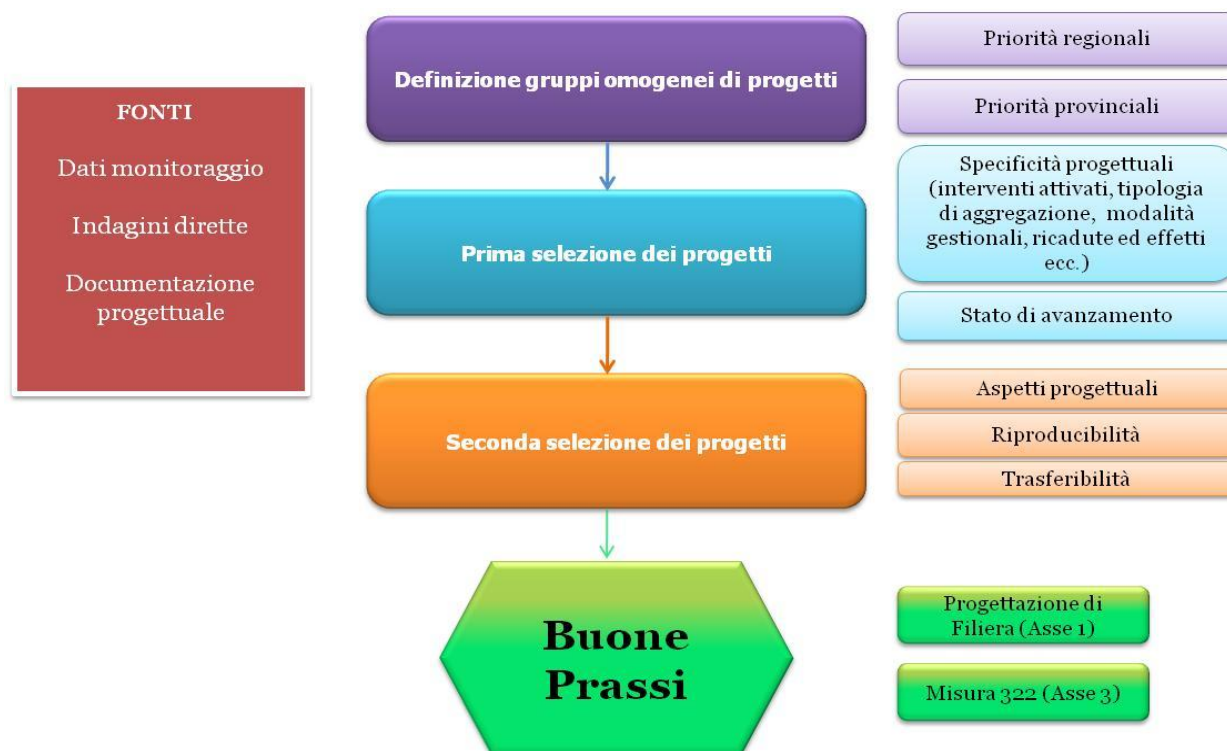 FONTI
Dati monitoraggio
Indagini dirette
Documentazione
progettuale
Definizione gruppi omogenei di progetti
Priorità regionali
Priorità provinciali
Prima selezione dei progetti
Specificità progettuali
(interventi attivati, tipologia
di aggregazione, modalità
gestionali, ricadute ed effetti
ecc.)
Stato di avanzamento
Seconda selezione dei progetti
Aspetti progettuali
Riproducibilità
Trasferibilità
Buone
Prassi
Progettazione di
Filiera (Asse 1)
Misura 322 (Asse 3)